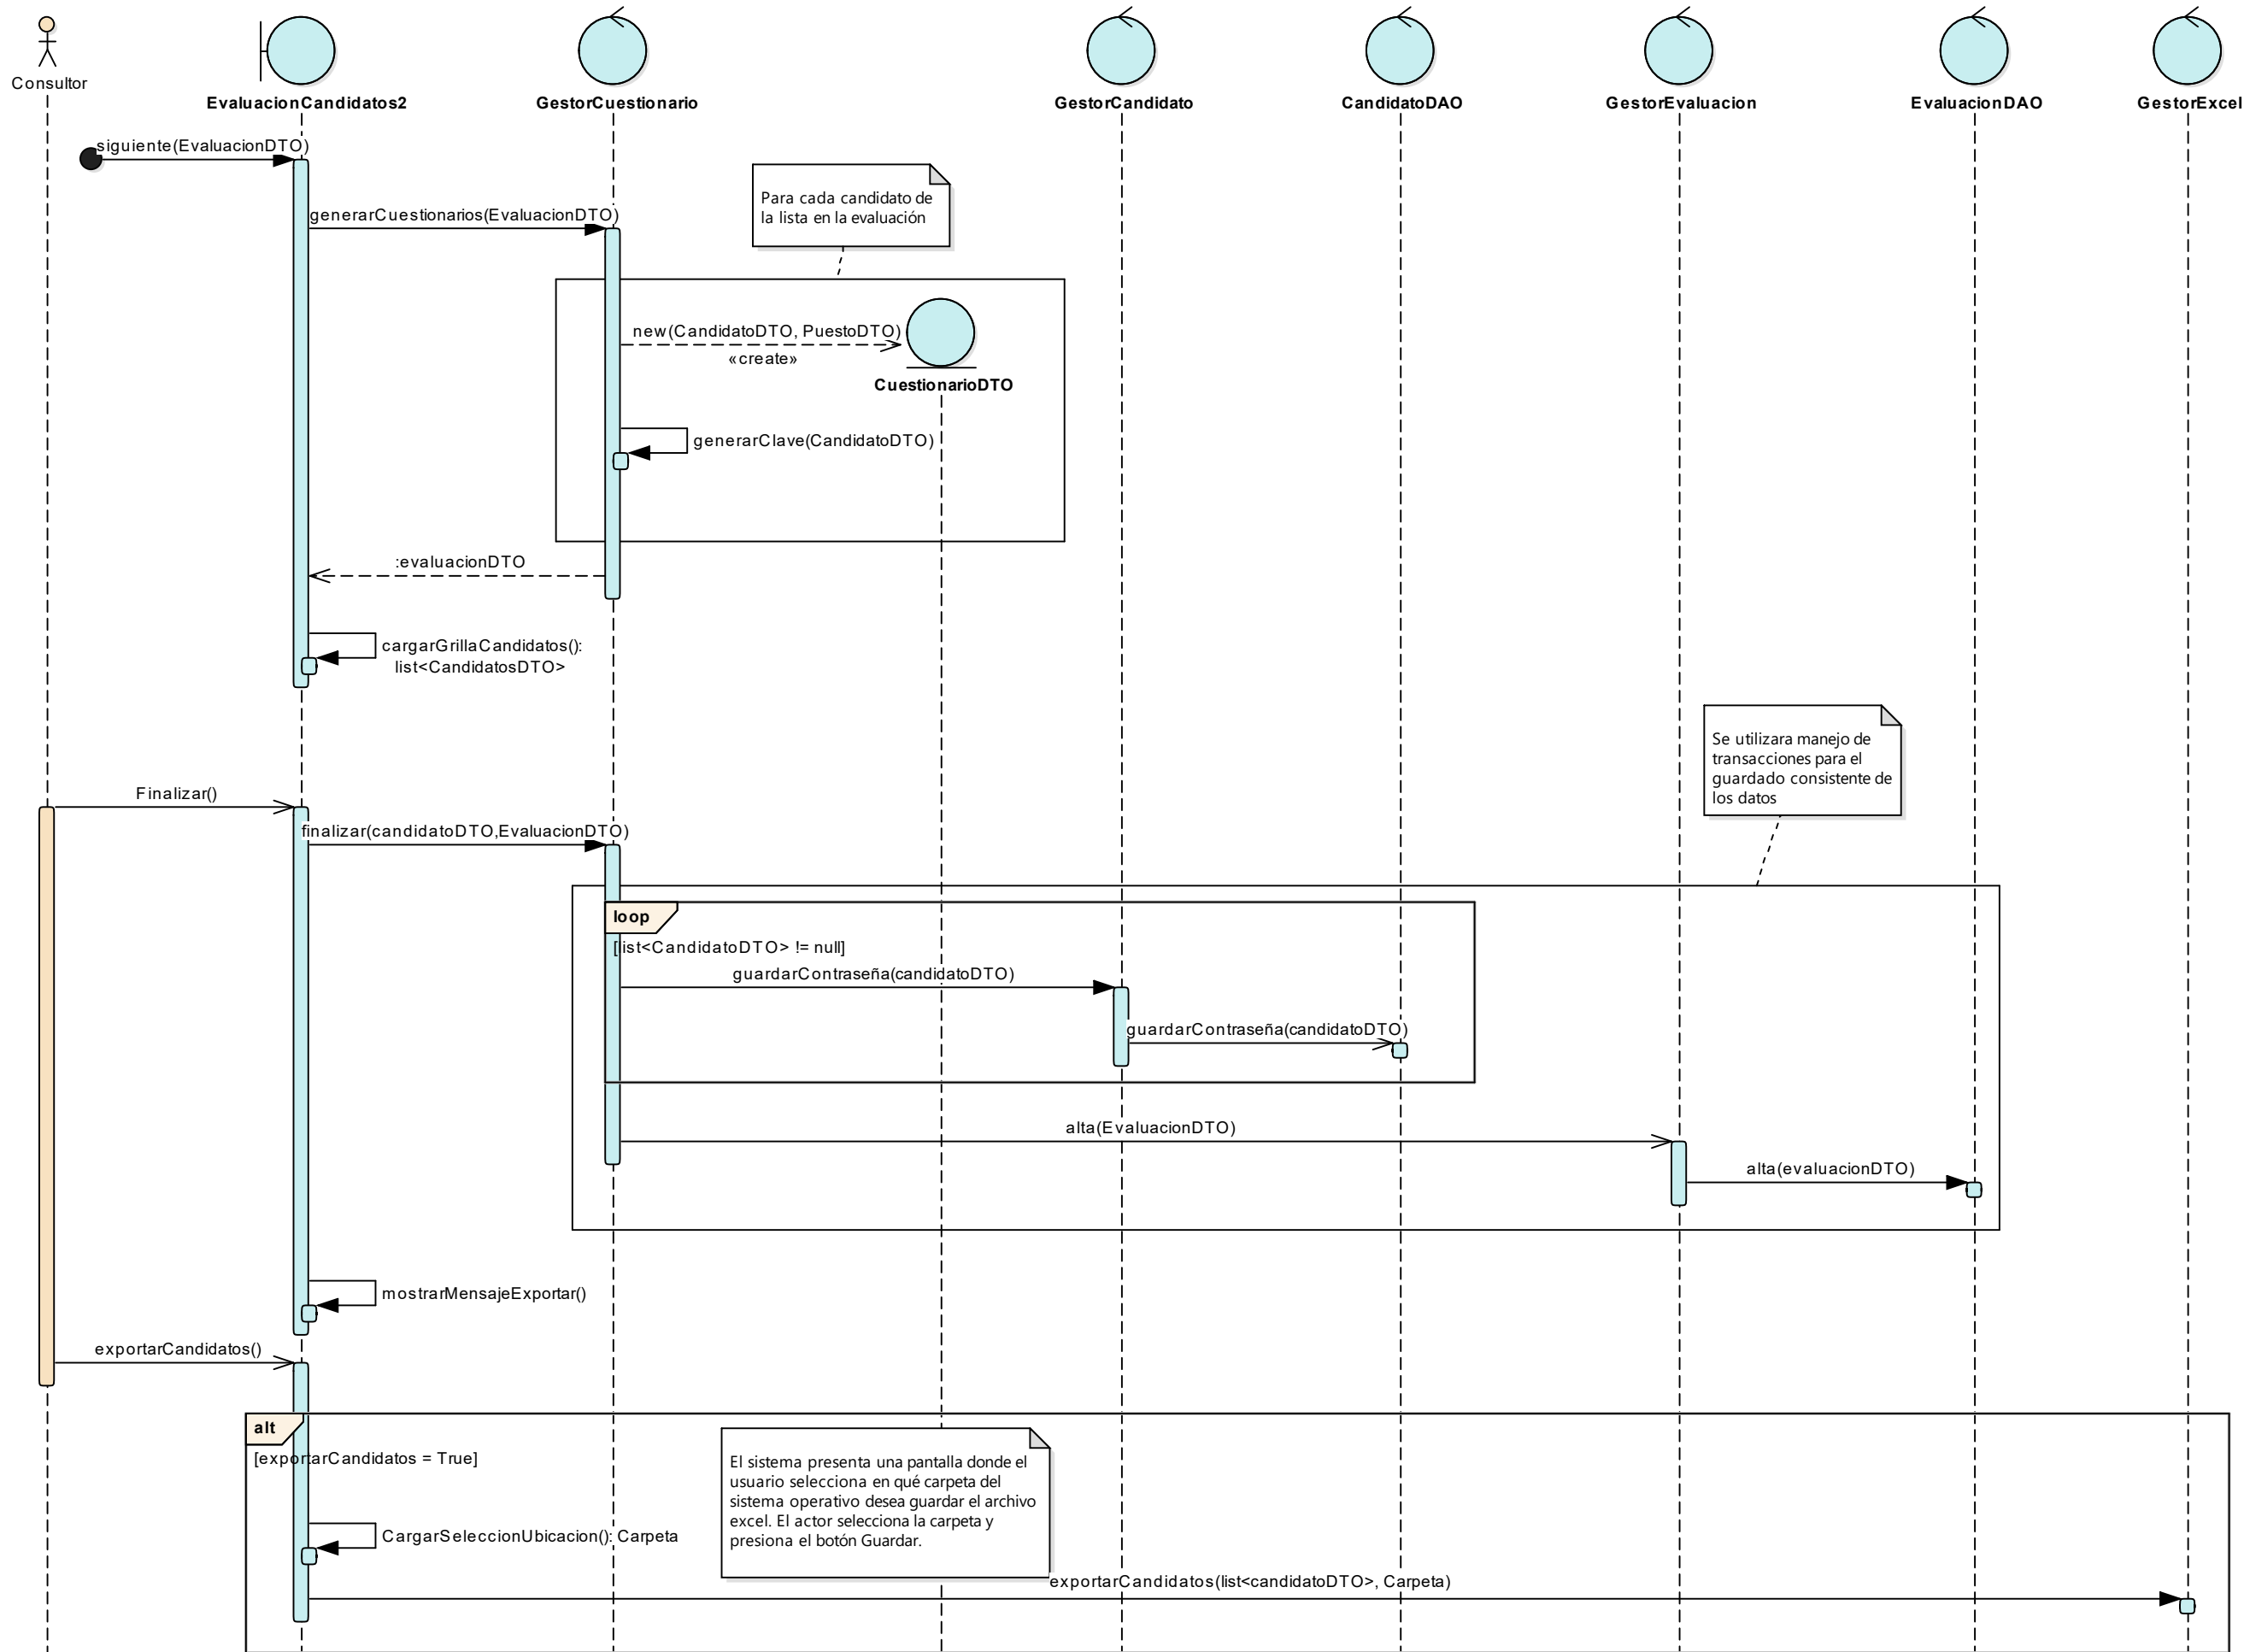 Consultor
EvaluacionCandidatos2
GestorCuestionario
GestorCandidato
CandidatoDAO
GestorEvaluacion
EvaluacionDAO
GestorExcel
siguiente(EvaluacionDTO)
generarCuestionarios(EvaluacionDTO)
Para cada candidato de
la lista en la evaluación
new(CandidatoDTO, PuestoDTO)
«create»
CuestionarioDTO
generarClave(CandidatoDTO)
:evaluacionDTO
cargarGrillaCandidatos():
list<CandidatosDTO>
Se utilizara manejo de
transacciones para el
guardado consistente de
los datos
Finalizar()
finalizar(candidatoDTO,EvaluacionDTO)
loop
[list<CandidatoDTO> != null]
guardarContraseña(candidatoDTO)
guardarContraseña(candidatoDTO)
alta(EvaluacionDTO)
alta(evaluacionDTO)
mostrarMensajeExportar()
exportarCandidatos()
alt
[exportarCandidatos = True]
El sistema presenta una pantalla donde el
usuario selecciona en qué carpeta del
sistema operativo desea guardar el archivo
excel. El actor selecciona la carpeta y
presiona el botón Guardar.
CargarSeleccionUbicacion(): Carpeta
exportarCandidatos(list<candidatoDTO>, Carpeta)